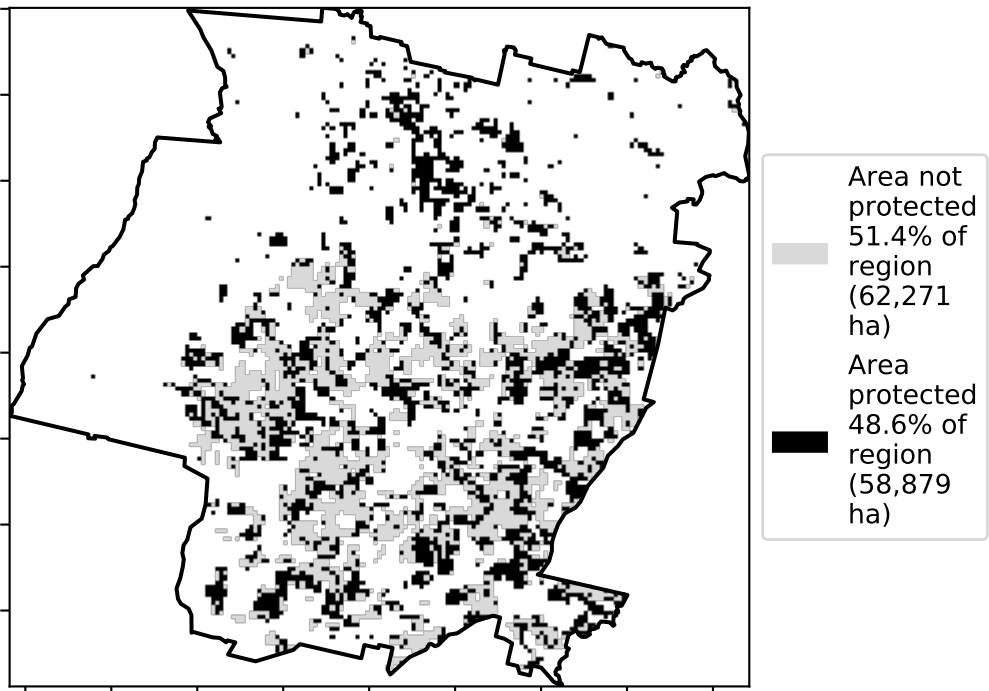 Area not
protected
51.4% of
region
(62,271
ha)
Area
protected
48.6% of
region
(58,879
ha)